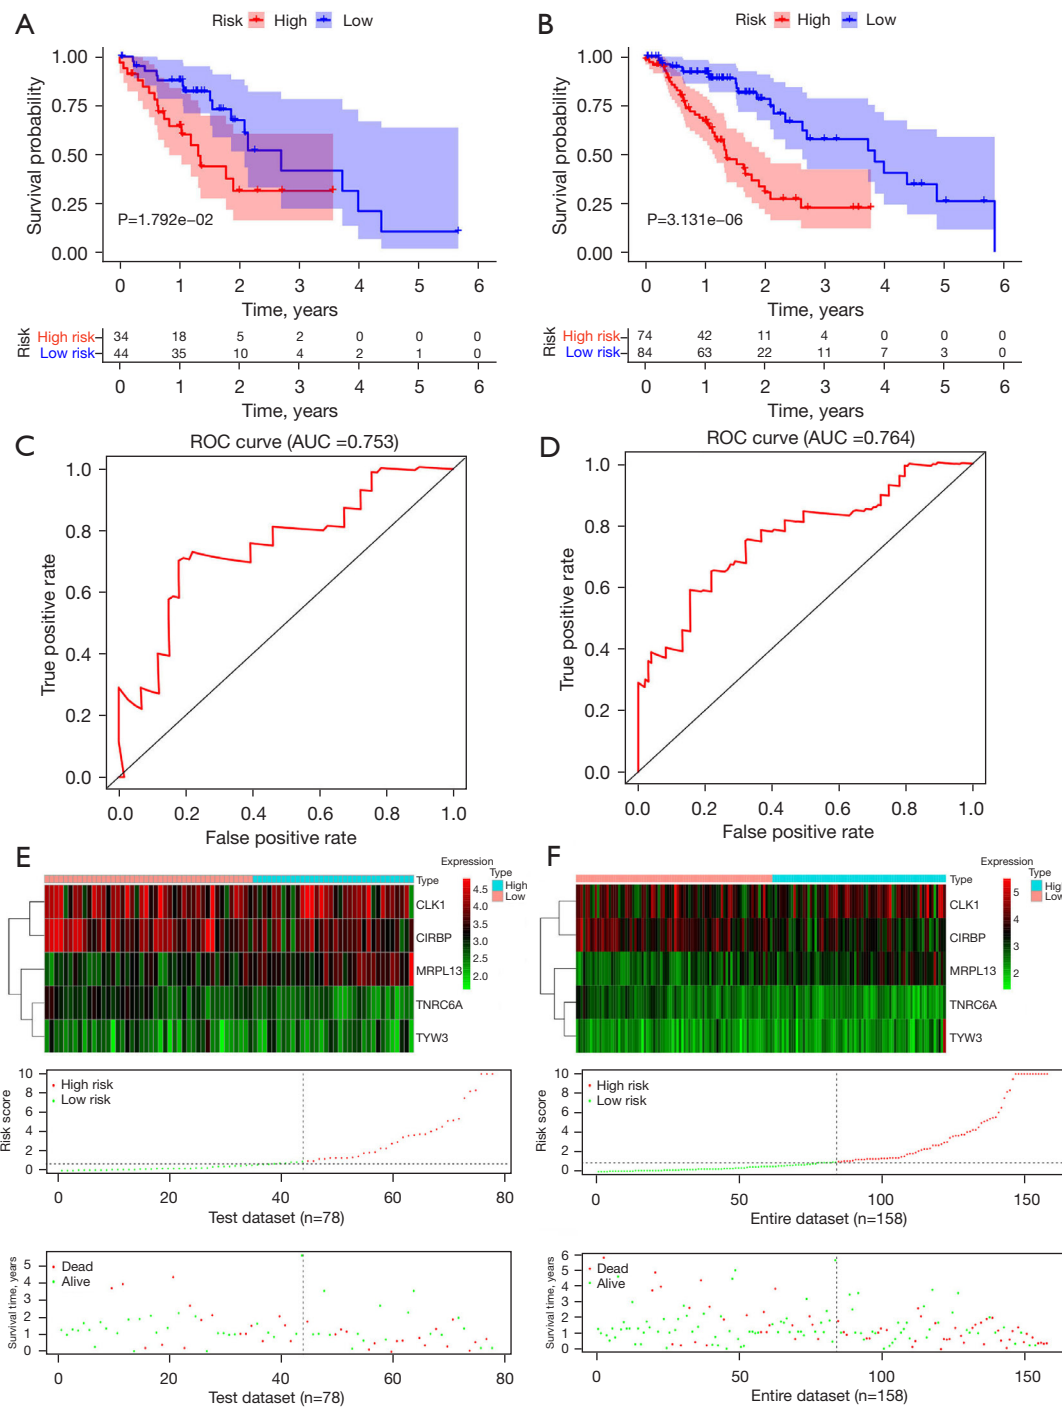 A
Risk High Low
Survival probability
1.00
0.75
0.50
0.25
0.00
P=1.792e−02
0 1 2 3 4 5 6
Time, years
Risk
High risk 34 18 5 2 0 0 0
Low risk 44 35 10 4 2 1 0
0 1 2 3 4 5 6
Time, years
B
Risk High Low
Survival probability
1.00
0.75
0.50
0.25
0.00
P=3.131e−06
0 1 2 3 4 5 6
Time, years
Risk
High risk 74 42 11 4 0 0 0
Low risk 84 63 22 11 7 3 0
0 1 2 3 4 5 6
Time, years
C
ROC curve (AUC =0.753)
True positive rate
1.0
0.8
0.6
0.4
0.2
0.0
0.0 0.2 0.4 0.6 0.8 1.0
False positive rate
D
ROC curve (AUC =0.764)
True positive rate
1.0
0.8
0.6
0.4
0.2
0.0
0.0 0.2 0.4 0.6 0.8 1.0
False positive rate
E
Expression
Type
Type
High
Low
4.5
4.0
3.5
3.0
2.5
2.0
CLK1
CIRBP
MRPL13
TNRC6A
TYW3
Risk score
10
8
6
4
2
0
High risk
Low risk
0 20 40 60 80
Test dataset (n=78)
Survival time, years
5
4
3
2
1
0
Dead
Alive
0 20 40 60 80
Test dataset (n=78)
F
Expression
Type
Type
High
Low
5
4
3
2
CLK1
CIRBP
MRPL13
TNRC6A
TYW3
Risk score
10
8
6
4
2
0
High risk
Low risk
0 50 100 150
Entire dataset (n=158)
Survival time, years
6
5
4
3
2
1
0
Dead
Alive
0 50 100 150
Entire dataset (n=158)